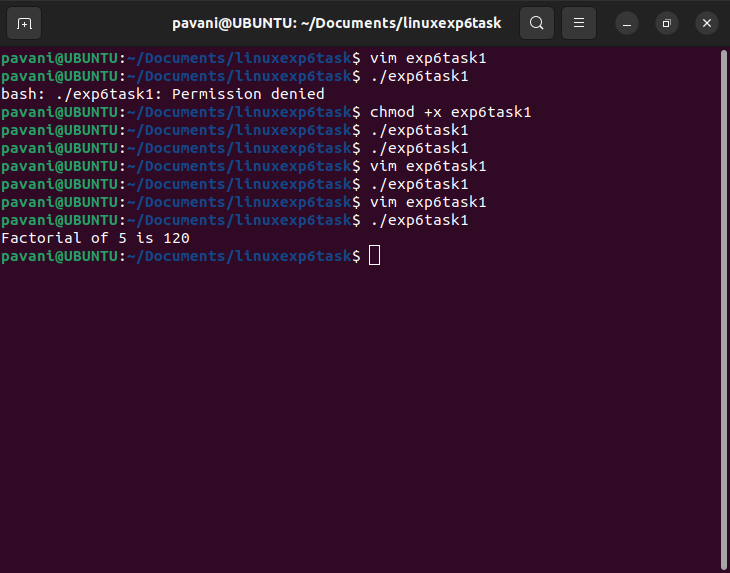 pavani@UBUNTU: ~/Documents/linuxexp6task
pavani@UBUNTU:~/Documents/linuxexp6task$ vim exp6task1
pavani@UBUNTU:~/Documents/linuxexp6task$ ./exp6task1
bash: ./exp6task1: Permission denied
pavani@UBUNTU:~/Documents/linuxexp6task$ chmod +x exp6task1
pavani@UBUNTU:~/Documents/linuxexp6task$ ./exp6task1
pavani@UBUNTU:~/Documents/linuxexp6task$ ./exp6task1
pavani@UBUNTU:~/Documents/linuxexp6task$ vim exp6task1
pavani@UBUNTU:~/Documents/linuxexp6task$ ./exp6task1
pavani@UBUNTU:~/Documents/linuxexp6task$ vim exp6task1
pavani@UBUNTU:~/Documents/linuxexp6task$ ./exp6task1
Factorial of 5 is 120
pavani@UBUNTU:~/Documents/linuxexp6task$